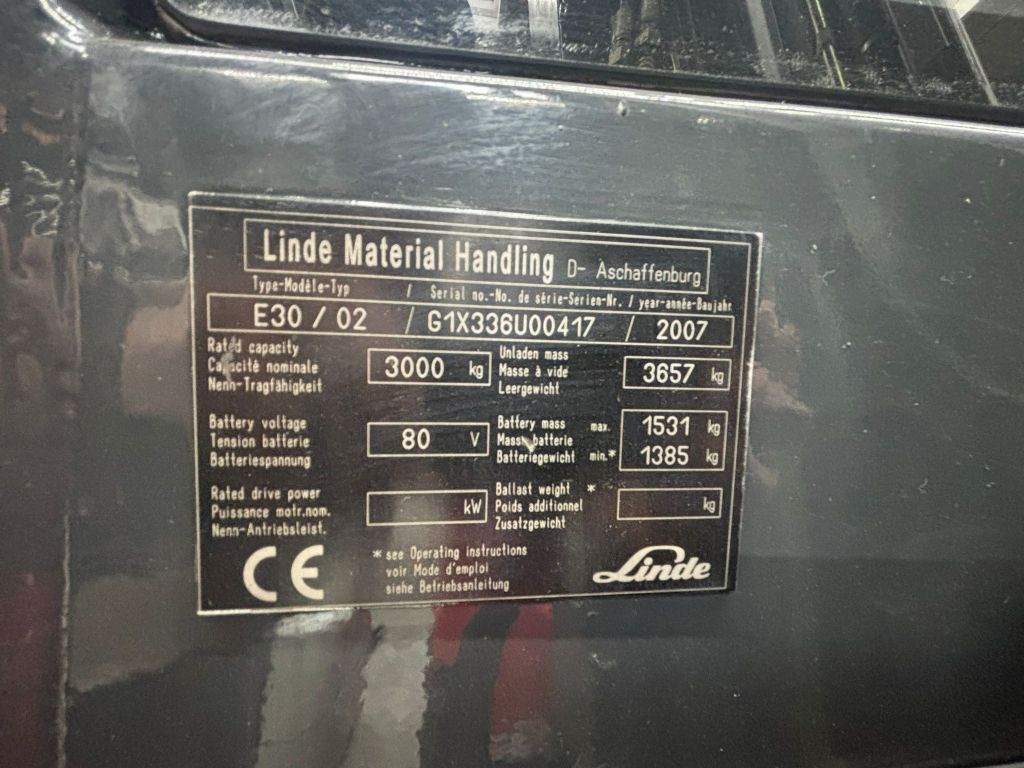 Linde Material Handling D- Aschaffenburg
Type-Modèle-Typ / Serial no.-No. de série-Serien-Nr. / year-année-Baujahr
E30 / 02 / G1X336U00417 / 2007
Rated capacity
Capacité nominale
Nenn-Tragfähigkeit
3000 kg
Unladen mass
Masse à vide
Leergewicht
3657 kg
Battery voltage
Tension batterie
Batteriespannung
80 V
Battery mass max.
Masse batterie
Batteriegewicht min.*
1531 kg
1385 kg
Rated drive power
Puissance motr.nom.
Nenn-Antriebsleist.
kW
Ballast weight *
Poids additionnel
Zusatzgewicht
kg
CE
* see Operating instructions
voir Mode d'emploi
siehe Betriebsanleitung
Linde